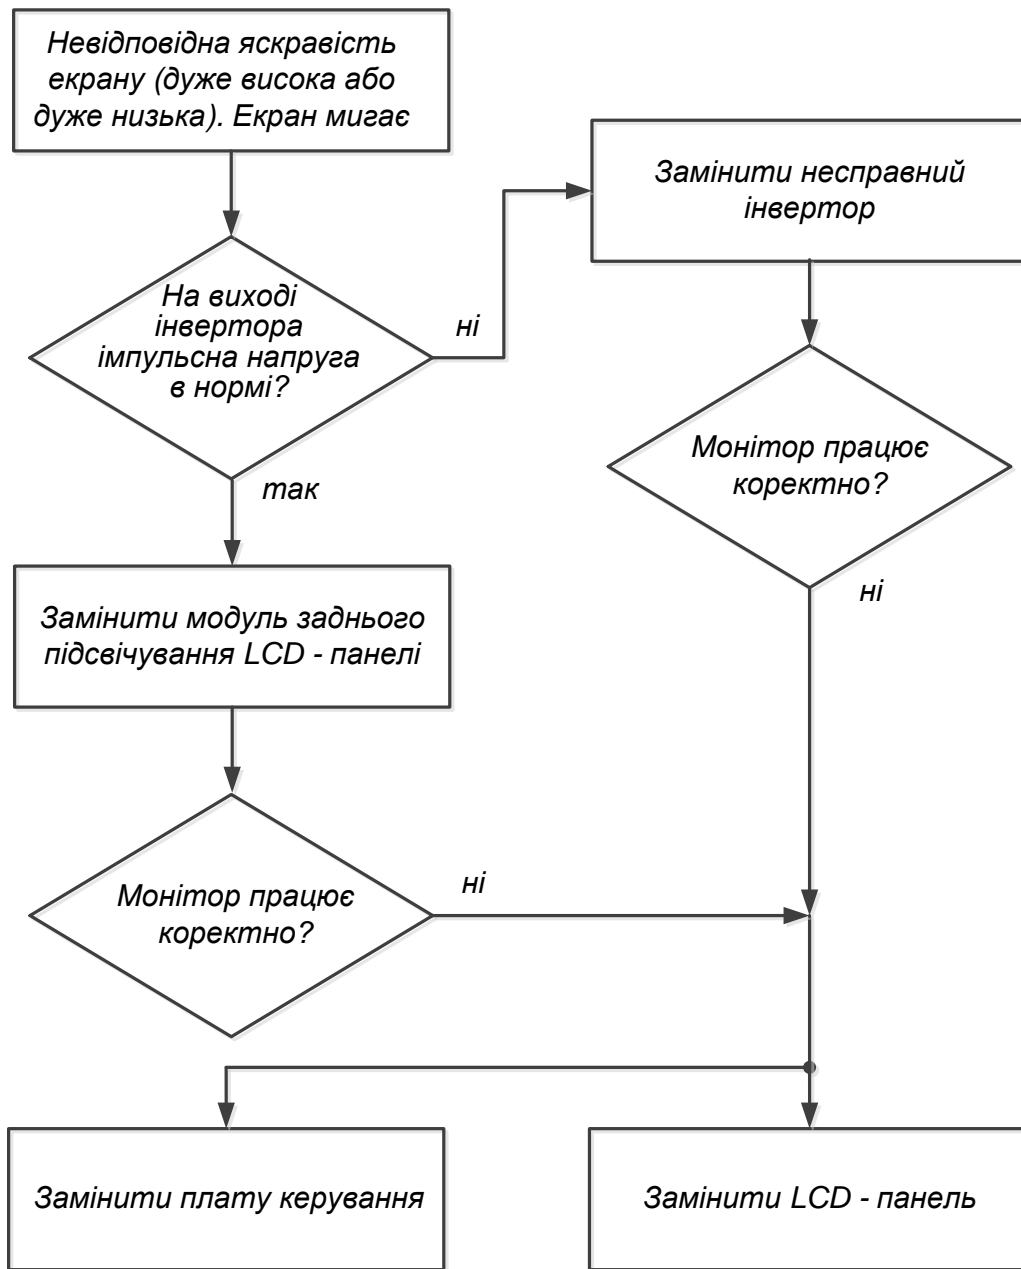 Невідповідна яскравість
екрану (дуже висока або
дуже низька). Екран мигає
Замінити несправний
інвертор
На виході
інвертора
імпульсна напруга
в нормі?
ні
так
Монітор працює
коректно?
ні
Замінити модуль заднього
підсвічування LCD - панелі
Монітор працює
коректно?
ні
Замінити плату керування
Замінити LCD - панель